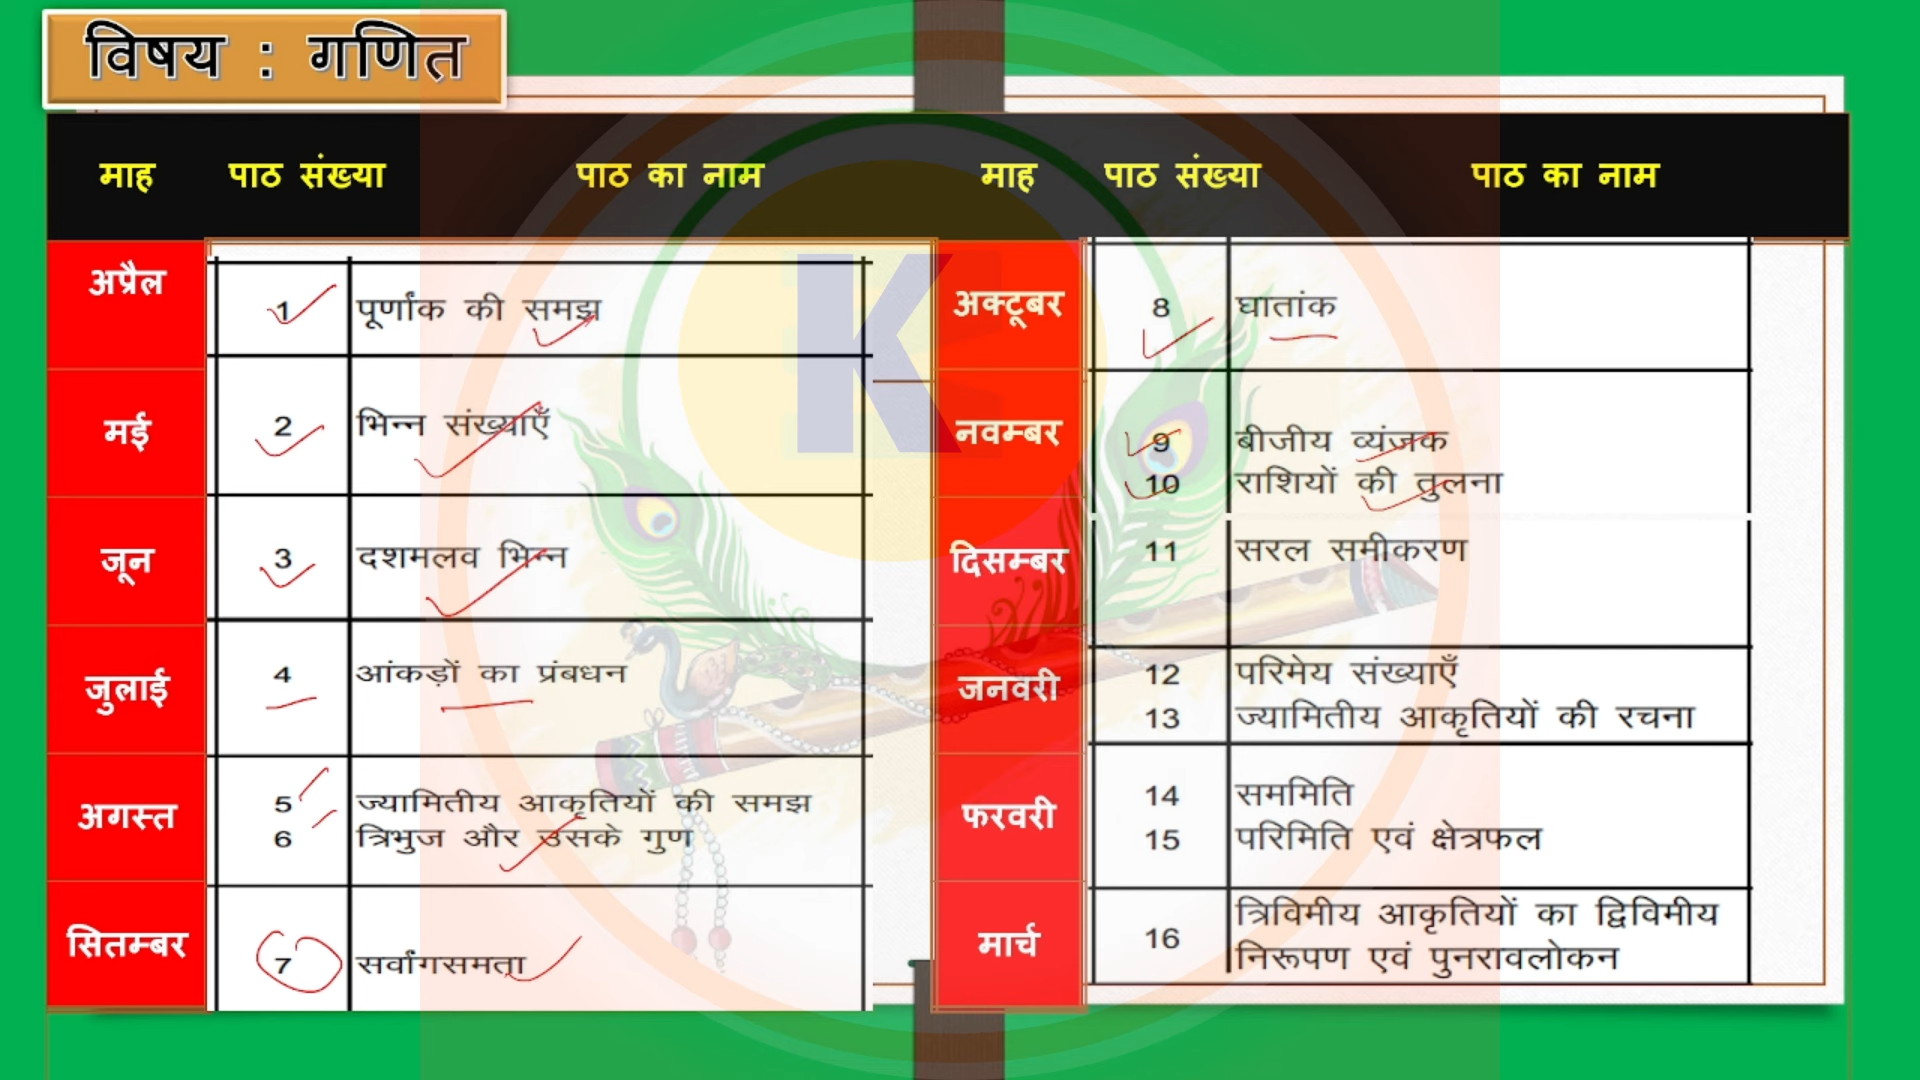 विषय : गणित
माह पाठ संख्या पाठ का नाम माह पाठ संख्या पाठ का नाम
अप्रैल 1 पूर्णांक की समझ
मई 2 भिन्न संख्याएँ
जून 3 दशमलव भिन्न
जुलाई 4 आंकड़ों का प्रंबधन
अगस्त 5 ज्यामितीय आकृतियों की समझ
6 त्रिभुज और उसके गुण
सितम्बर 7 सर्वांगसमता
अक्टूबर 8 घातांक
नवम्बर 9 बीजीय व्यंजक
10 राशियों की तुलना
दिसम्बर 11 सरल समीकरण
जनवरी 12 परिमेय संख्याएँ
13 ज्यामितीय आकृतियों की रचना
फरवरी 14 सममिति
15 परिमिति एवं क्षेत्रफल
मार्च 16 त्रिविमीय आकृतियों का द्विविमीय
निरूपण एवं पुनरावलोकन
K